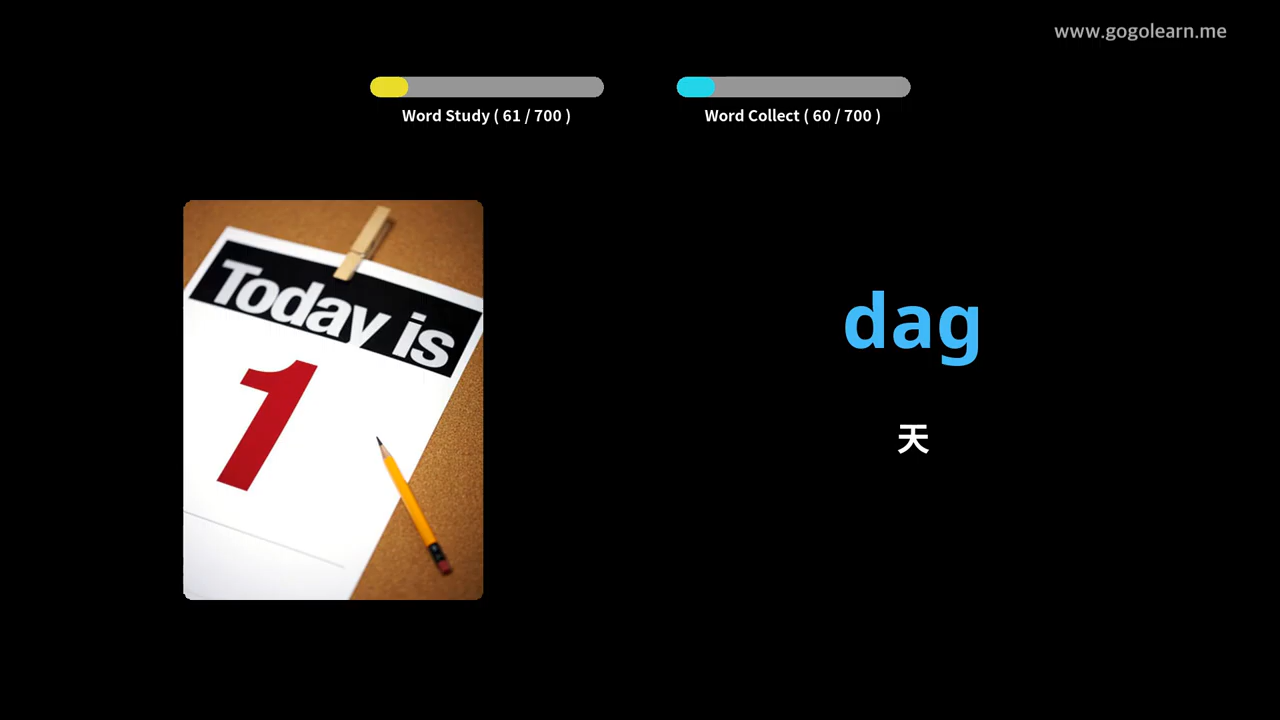 www.gogolearn.me
Word Study ( 61 / 700 )
Word Collect ( 60 / 700 )
Today is
1
dag
天